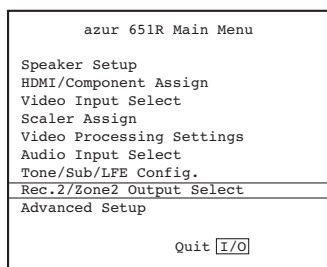 azur 651R Main Menu
Speaker Setup
HDMI/Component Assign
Video Input Select
Scaler Assign
Video Processing Settings
Audio Input Select
Tone/Sub/LFE Config.
Rec.2/Zone2 Output Select
Advanced Setup
Quit I/O